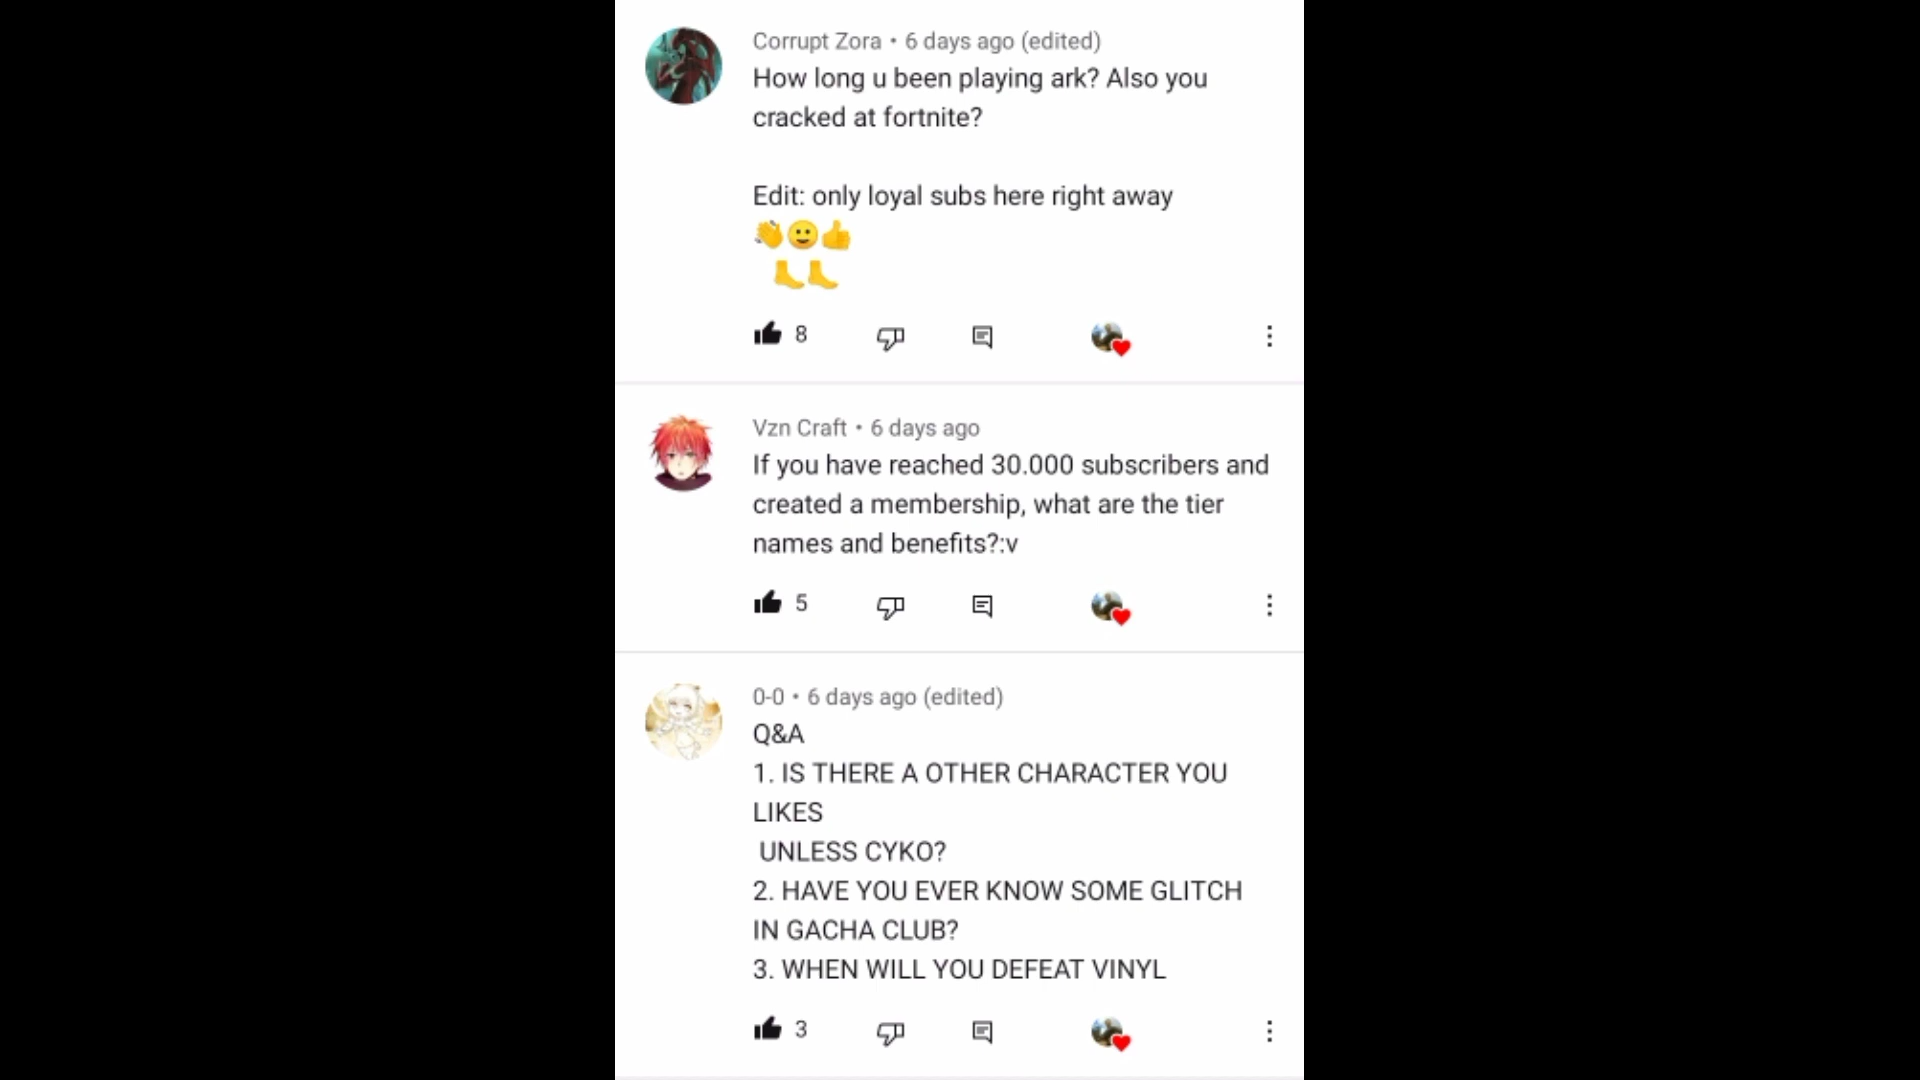 Corrupt Zora • 6 days ago (edited)
How long u been playing ark? Also you
cracked at fortnite?
Edit: only loyal subs here right away
👋🙂👍
🦶🦶
8
Vzn Craft • 6 days ago
If you have reached 30.000 subscribers and
created a membership, what are the tier
names and benefits?:v
5
0-0 • 6 days ago (edited)
Q&A
1. IS THERE A OTHER CHARACTER YOU
LIKES
UNLESS CYKO?
2. HAVE YOU EVER KNOW SOME GLITCH
IN GACHA CLUB?
3. WHEN WILL YOU DEFEAT VINYL
3